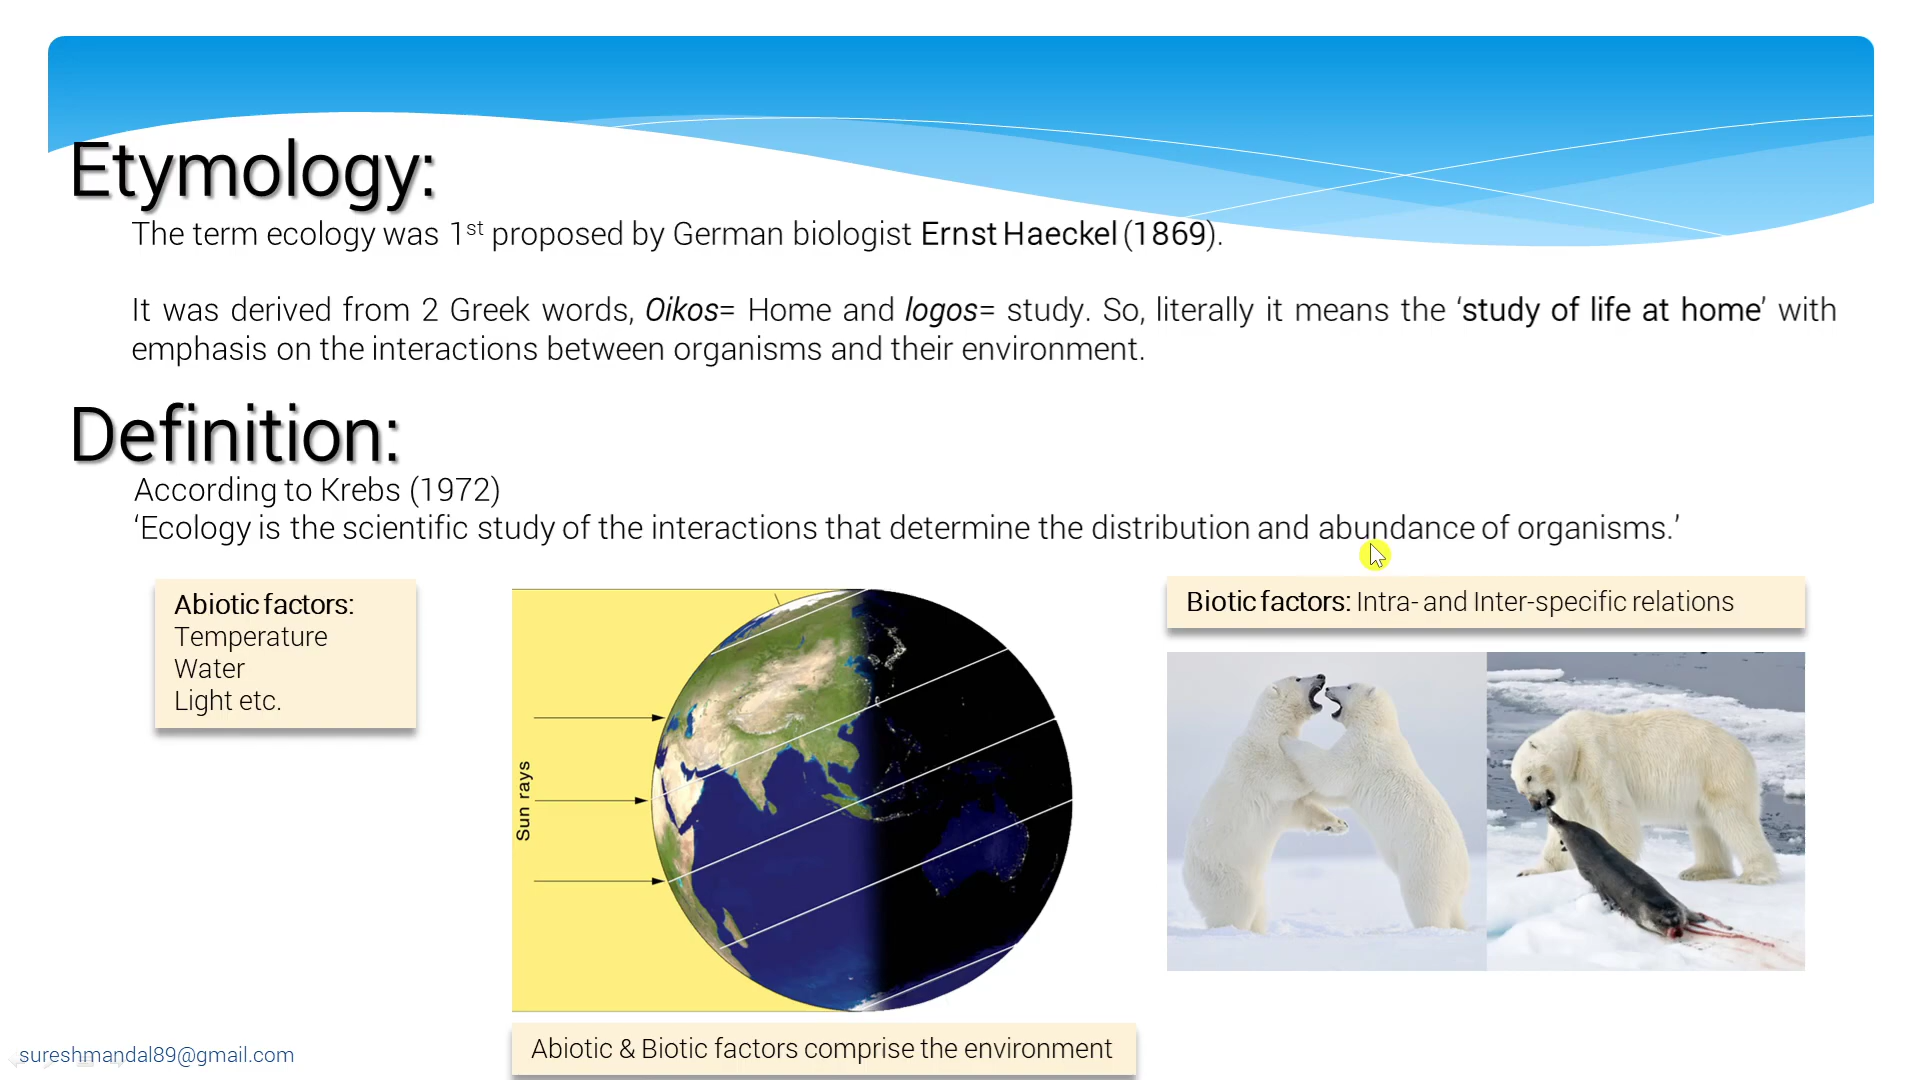 Etymology:
The term ecology was 1st proposed by German biologist Ernst Haeckel (1869).
It was derived from 2 Greek words, Oikos= Home and logos= study. So, literally it means the ‘study of life at home’ with
emphasis on the interactions between organisms and their environment.
Definition:
According to Krebs (1972)
‘Ecology is the scientific study of the interactions that determine the distribution and abundance of organisms.’
Abiotic factors:
Temperature
Water
Light etc.
Sun rays
Biotic factors: Intra- and Inter-specific relations
Abiotic & Biotic factors comprise the environment
sureshmandal89@gmail.com